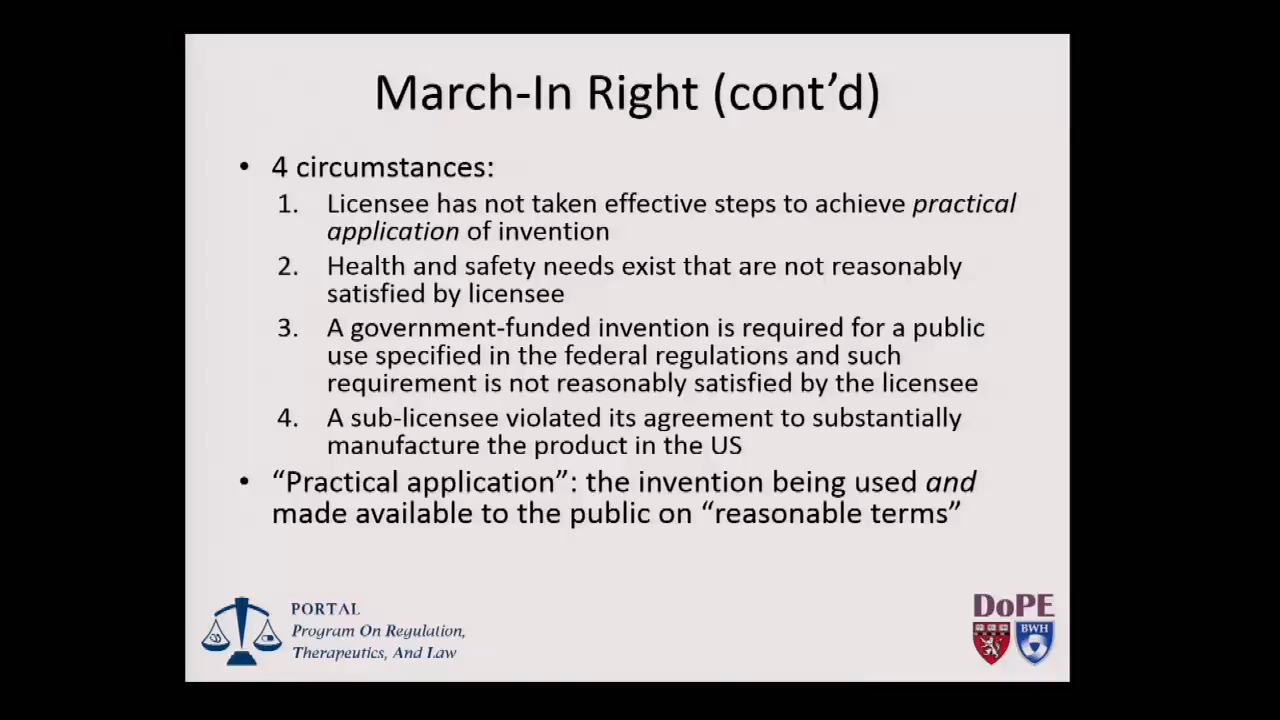 March-In Right (cont’d)
• 4 circumstances:
1. Licensee has not taken effective steps to achieve practical
application of invention
2. Health and safety needs exist that are not reasonably
satisfied by licensee
3. A government-funded invention is required for a public
use specified in the federal regulations and such
requirement is not reasonably satisfied by the licensee
4. A sub-licensee violated its agreement to substantially
manufacture the product in the US
• “Practical application”: the invention being used and
made available to the public on “reasonable terms”
PORTAL
Program On Regulation,
Therapeutics, And Law
DoPE
BWH